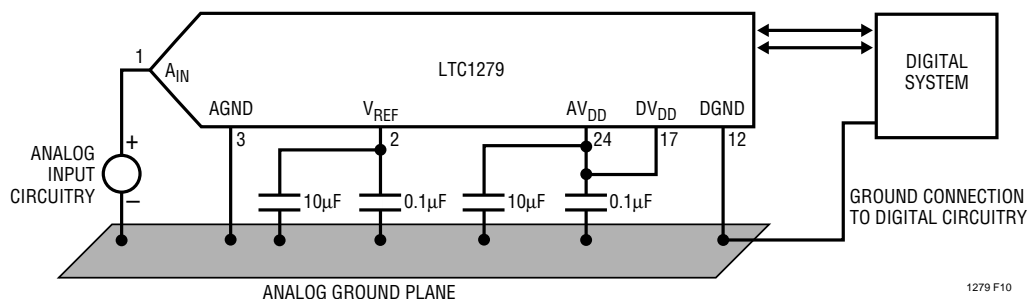 1
A_IN
LTC1279
DIGITAL
SYSTEM
AGND
V_REF
AV_DD
DV_DD
DGND
3
2
24
17
12
+
ANALOG
INPUT
CIRCUITRY
–
10µF
0.1µF
10µF
0.1µF
GROUND CONNECTION
TO DIGITAL CIRCUITRY
ANALOG GROUND PLANE
1279 F10